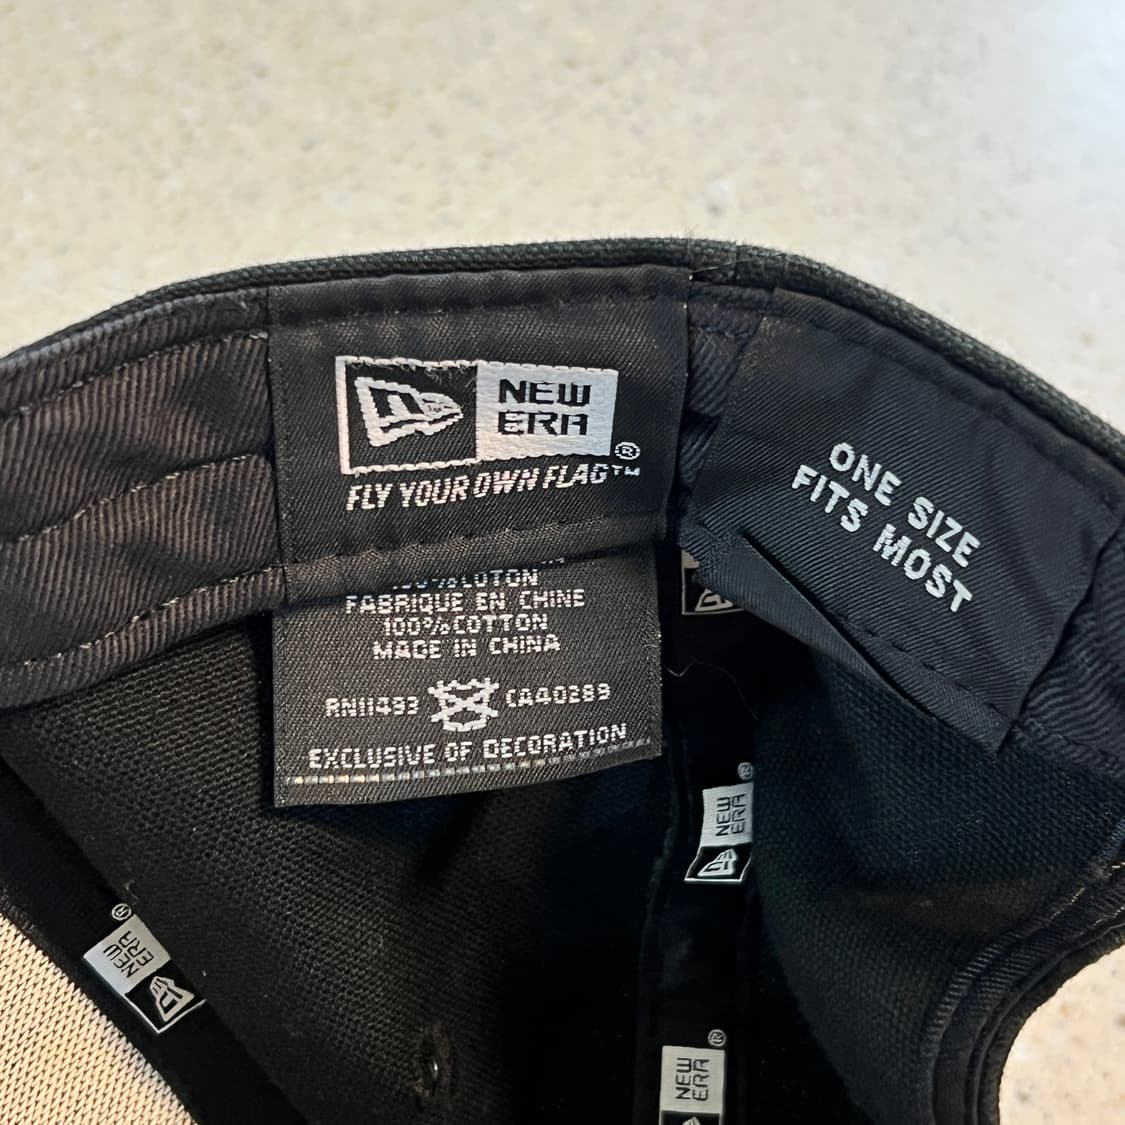 NEW
ERA
®
FLY YOUR OWN FLAG™
ONE SIZE
FITS MOST
FABRIQUE EN CHINE
100% COTTON
MADE IN CHINA
RN11493 CA40289
EXCLUSIVE OF DECORATION
NEW
ERA
®
NEW
ERA
®
NEW
ERA
®